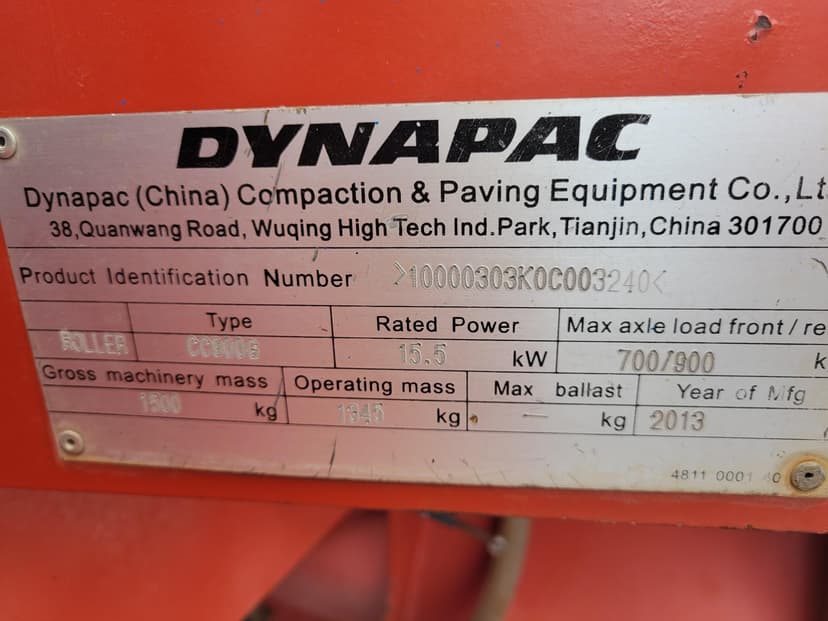 DYNAPAC
Dynapac (China) Compaction & Paving Equipment Co.,Lt
38,Quanwang Road, Wuqing High Tech Ind.Park,Tianjin,China 301700
Product Identification Number >10000303K0C003240<
Type Rated Power Max axle load front / re
ROLLER 15.5 kW 700/900 k
Gross machinery mass Operating mass Max ballast Year of Mfg
1500 kg kg — kg 2013
4811 0001 40